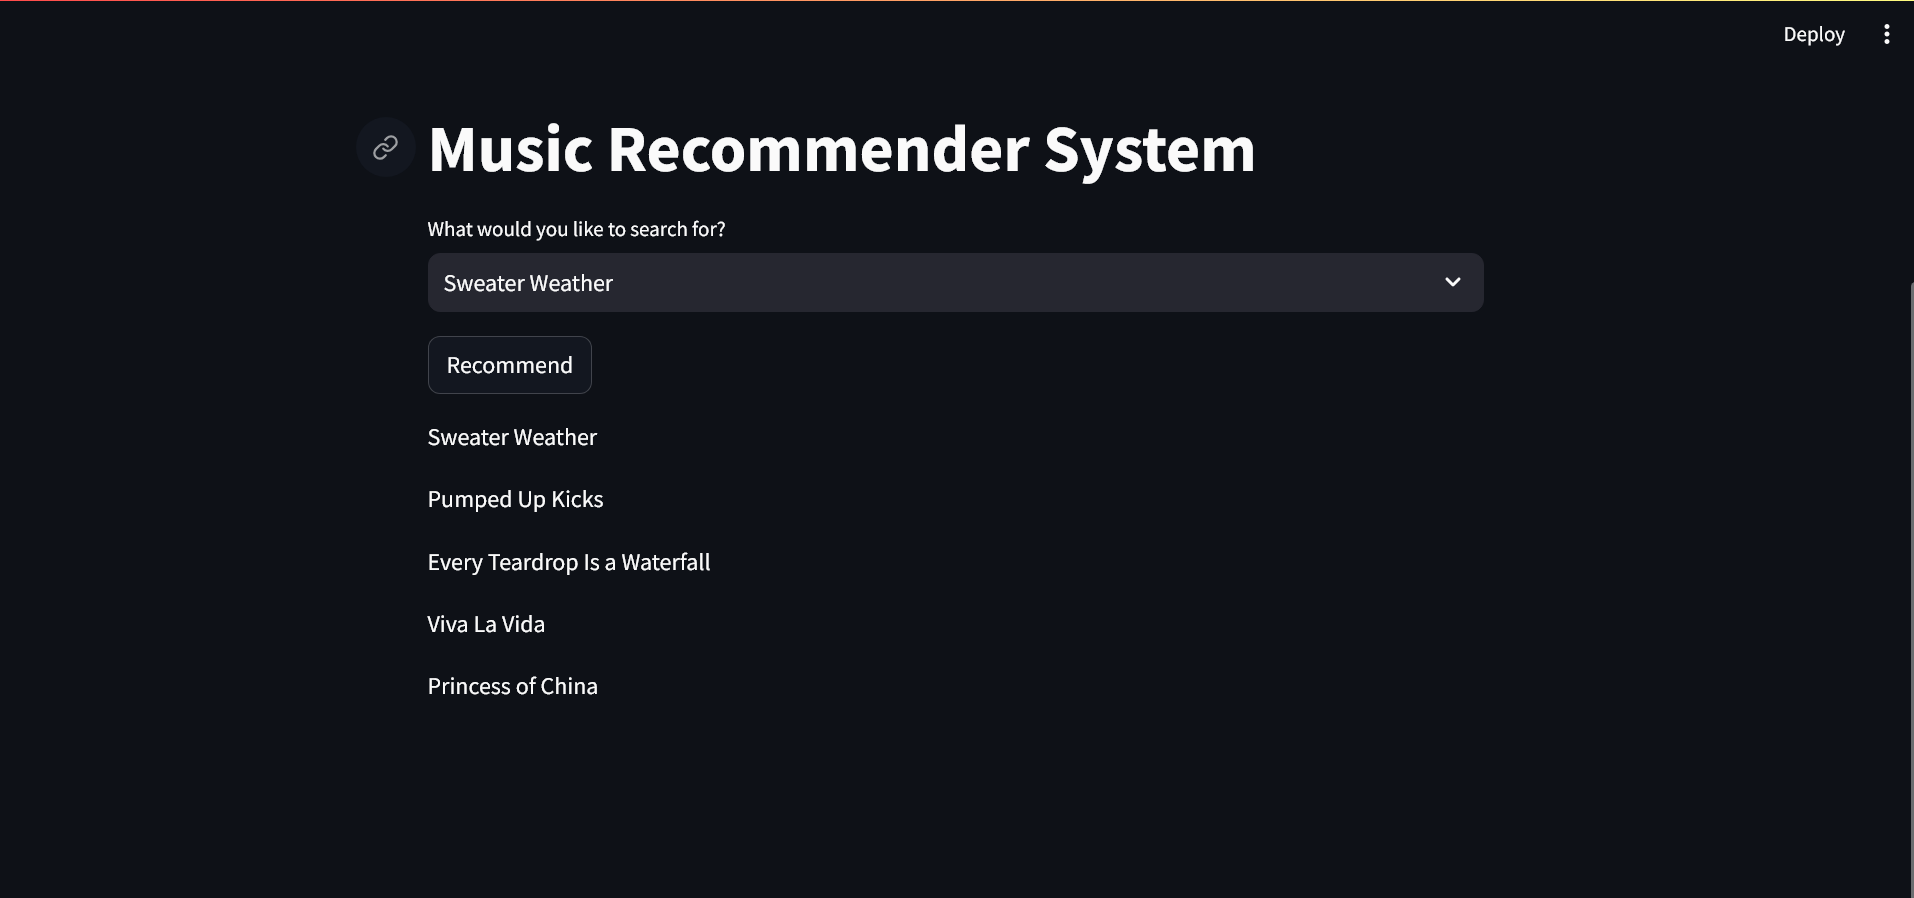 Deploy
Music Recommender System
What would you like to search for?
Sweater Weather
Recommend
Sweater Weather
Pumped Up Kicks
Every Teardrop Is a Waterfall
Viva La Vida
Princess of China